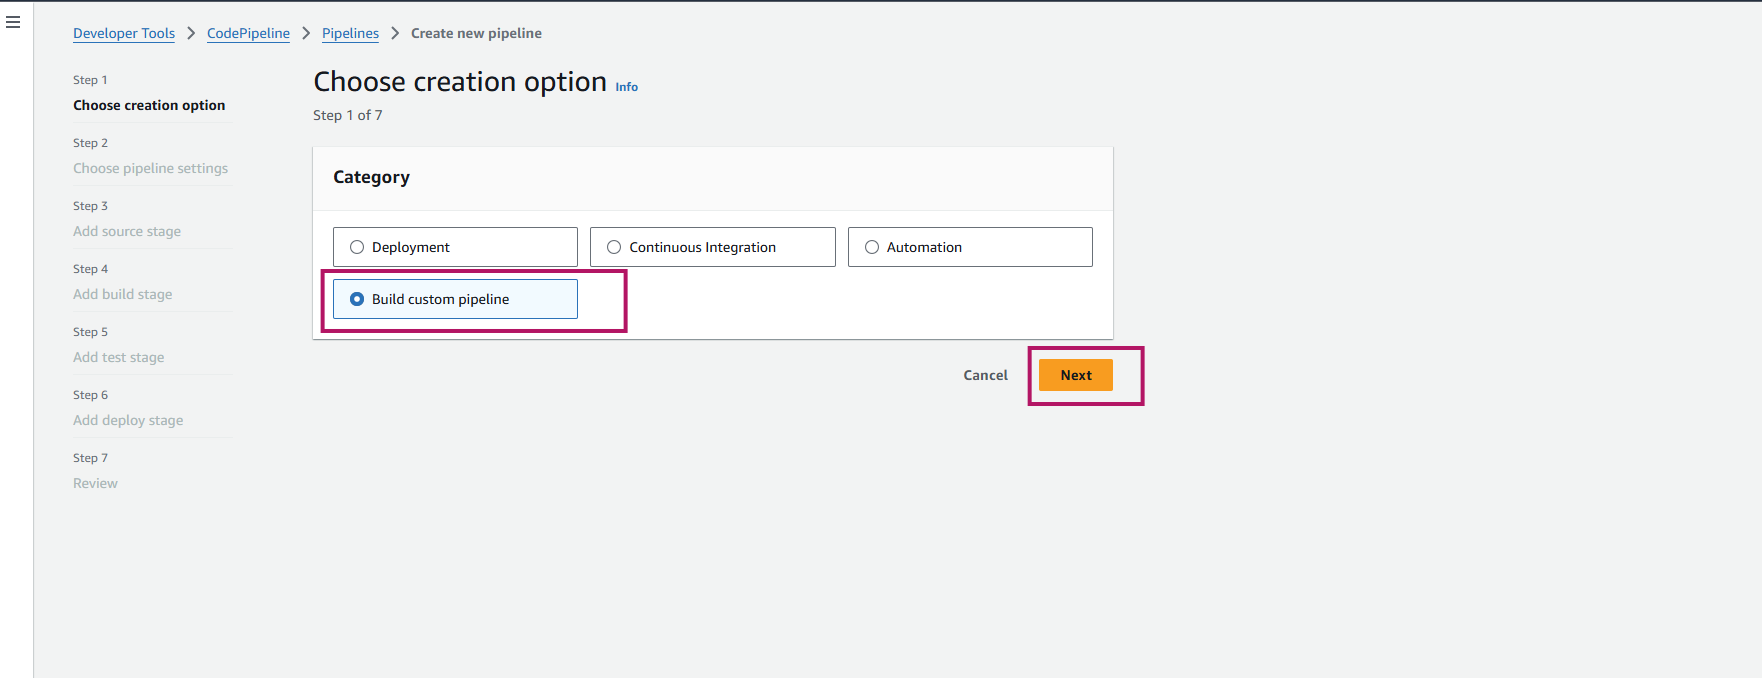 Developer Tools > CodePipeline > Pipelines > Create new pipeline
Step 1
Choose creation option
Step 2
Choose pipeline settings
Step 3
Add source stage
Step 4
Add build stage
Step 5
Add test stage
Step 6
Add deploy stage
Step 7
Review
Choose creation option Info
Step 1 of 7
Category
Deployment
Continuous Integration
Automation
Build custom pipeline
Cancel
Next